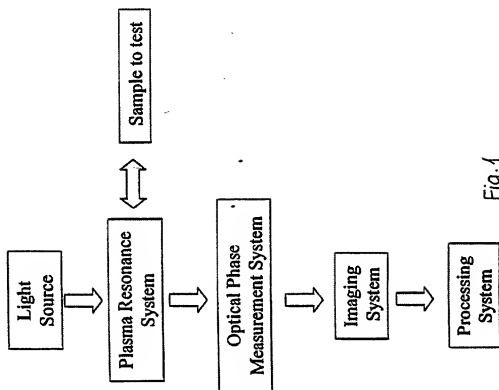 Light
Source
Plasma Resonance
System
Sample to test
Optical Phase
Measurement System
Imaging
System
Processing
System
Fig.1